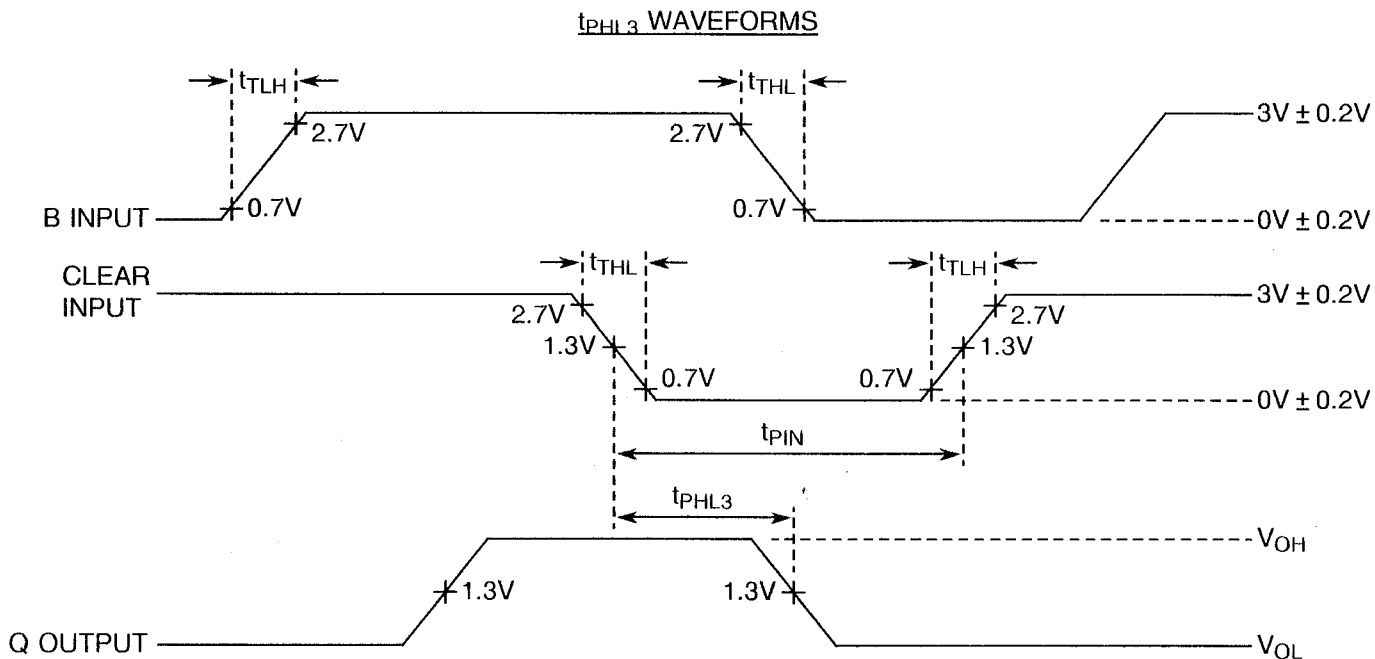 tPHL3 WAVEFORMS
tTLH
tTHL
2.7V
2.7V
3V ± 0.2V
0.7V
0.7V
B INPUT
0V ± 0.2V
tTHL
tTLH
CLEAR
INPUT
3V ± 0.2V
2.7V
2.7V
1.3V
1.3V
0.7V
0.7V
0V ± 0.2V
tPIN
tPHL3
VOH
1.3V
1.3V
Q OUTPUT
VOL